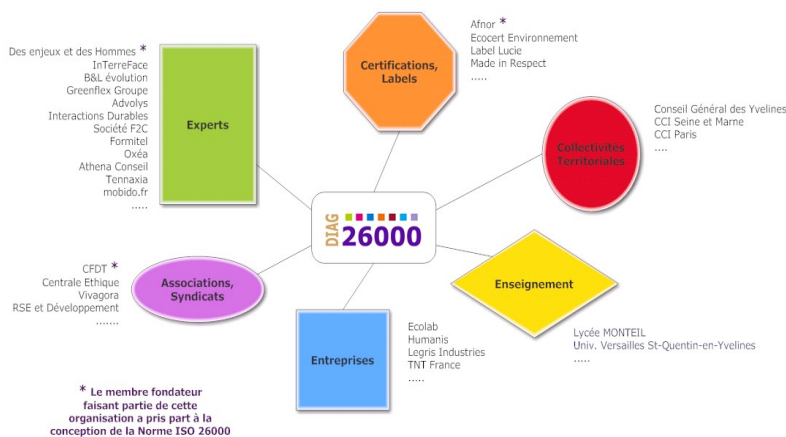 Des enjeux et des Hommes *
InTerreFace
B&L évolution
Greenflex Groupe
Advolys
Interactions Durables
Société F2C
Formitel
Oxéa
Athena Conseil
Tennaxia
mobido.fr
.....
Experts
Afnor *
Ecocert Environnement
Label Lucie
Made in Respect
.....
Certifications,
Labels
Conseil Général des Yvelines
CCI Seine et Marne
CCI Paris
....
Collectivités
Territoriales
DIAG
26000
CFDT *
Centrale Ethique
Vivagora
RSE et Développement
.......
Associations,
Syndicats
Enseignement
Lycée MONTEIL
Univ. Versailles St-Quentin-en-Yvelines
.....
Entreprises
Ecolab
Humanis
Legris Industries
TNT France
.....
* Le membre fondateur
faisant partie de cette
organisation a pris part à la
conception de la Norme ISO 26000